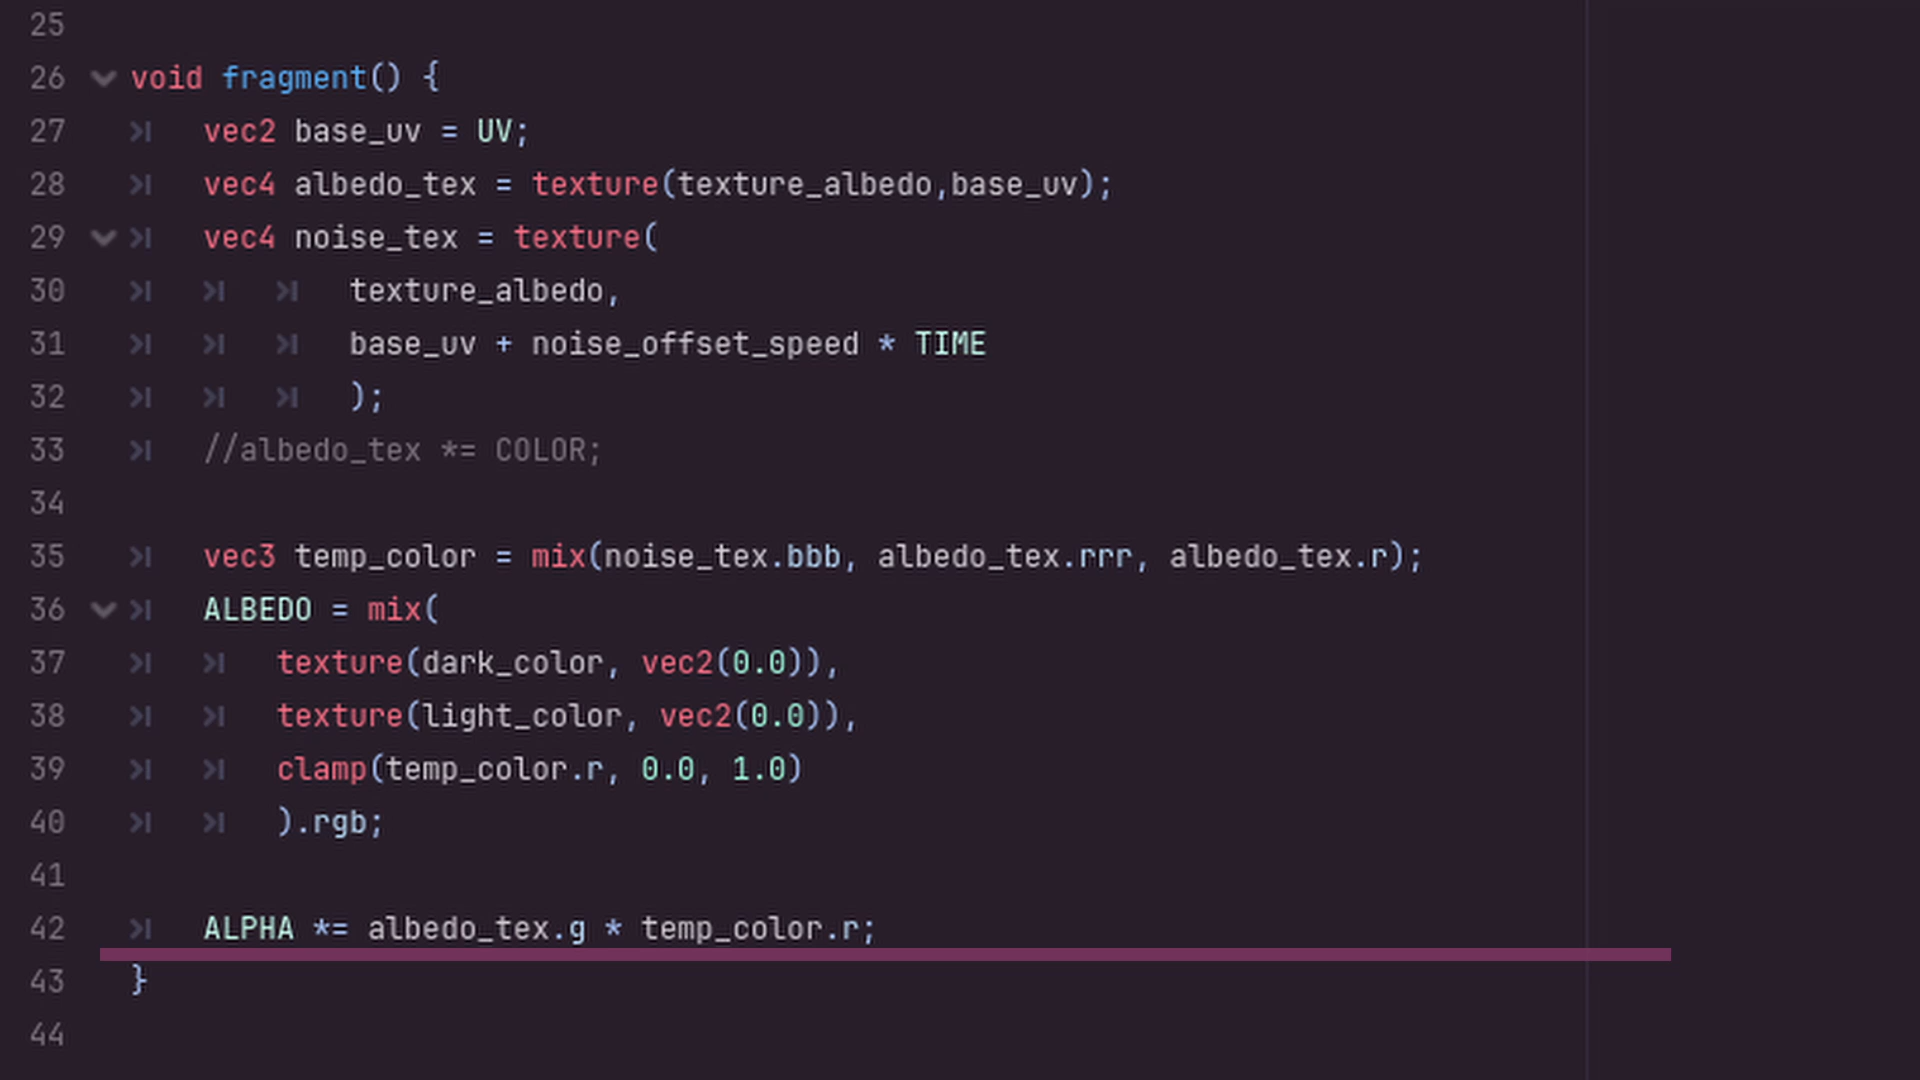 25
26 void fragment() {
27 vec2 base_uv = UV;
28 vec4 albedo_tex = texture(texture_albedo,base_uv);
29 vec4 noise_tex = texture(
30 texture_albedo,
31 base_uv + noise_offset_speed * TIME
32 );
33 //albedo_tex *= COLOR;
34
35 vec3 temp_color = mix(noise_tex.bbb, albedo_tex.rrr, albedo_tex.r);
36 ALBEDO = mix(
37 texture(dark_color, vec2(0.0)),
38 texture(light_color, vec2(0.0)),
39 clamp(temp_color.r, 0.0, 1.0)
40 ).rgb;
41
42 ALPHA *= albedo_tex.g * temp_color.r;
43 }
44